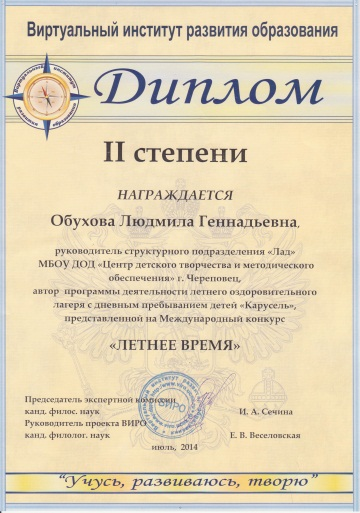 Виртуальный институт развития образования
Диплом
II степени
НАГРАЖДАЕТСЯ
Обухова Людмила Геннадьевна,
руководитель структурного подразделения «Лад»
МБОУ ДОД «Центр детского творчества и методического
обеспечения» г. Череповец,
автор программы деятельности летнего оздоровительного
лагеря с дневным пребыванием детей «Карусель»,
представленной на Международный конкурс
«ЛЕТНЕЕ ВРЕМЯ»
Председатель экспертной комиссии
канд. филос. наук И. А. Сечина
Руководитель проекта ВИРО
канд. филолог. наук Е. В. Веселовская
ВИРО
июль, 2014
“Учусь, развиваюсь, творю”